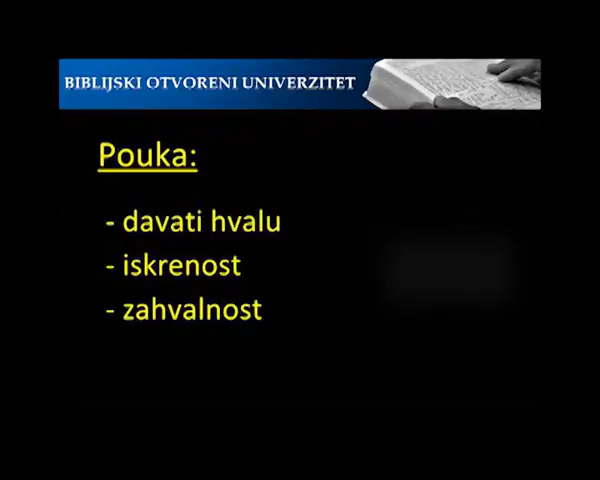 BIBLIJSKI OTVORENI UNIVERZITET
Pouka:
- davati hvalu
- iskrenost
- zahvalnost